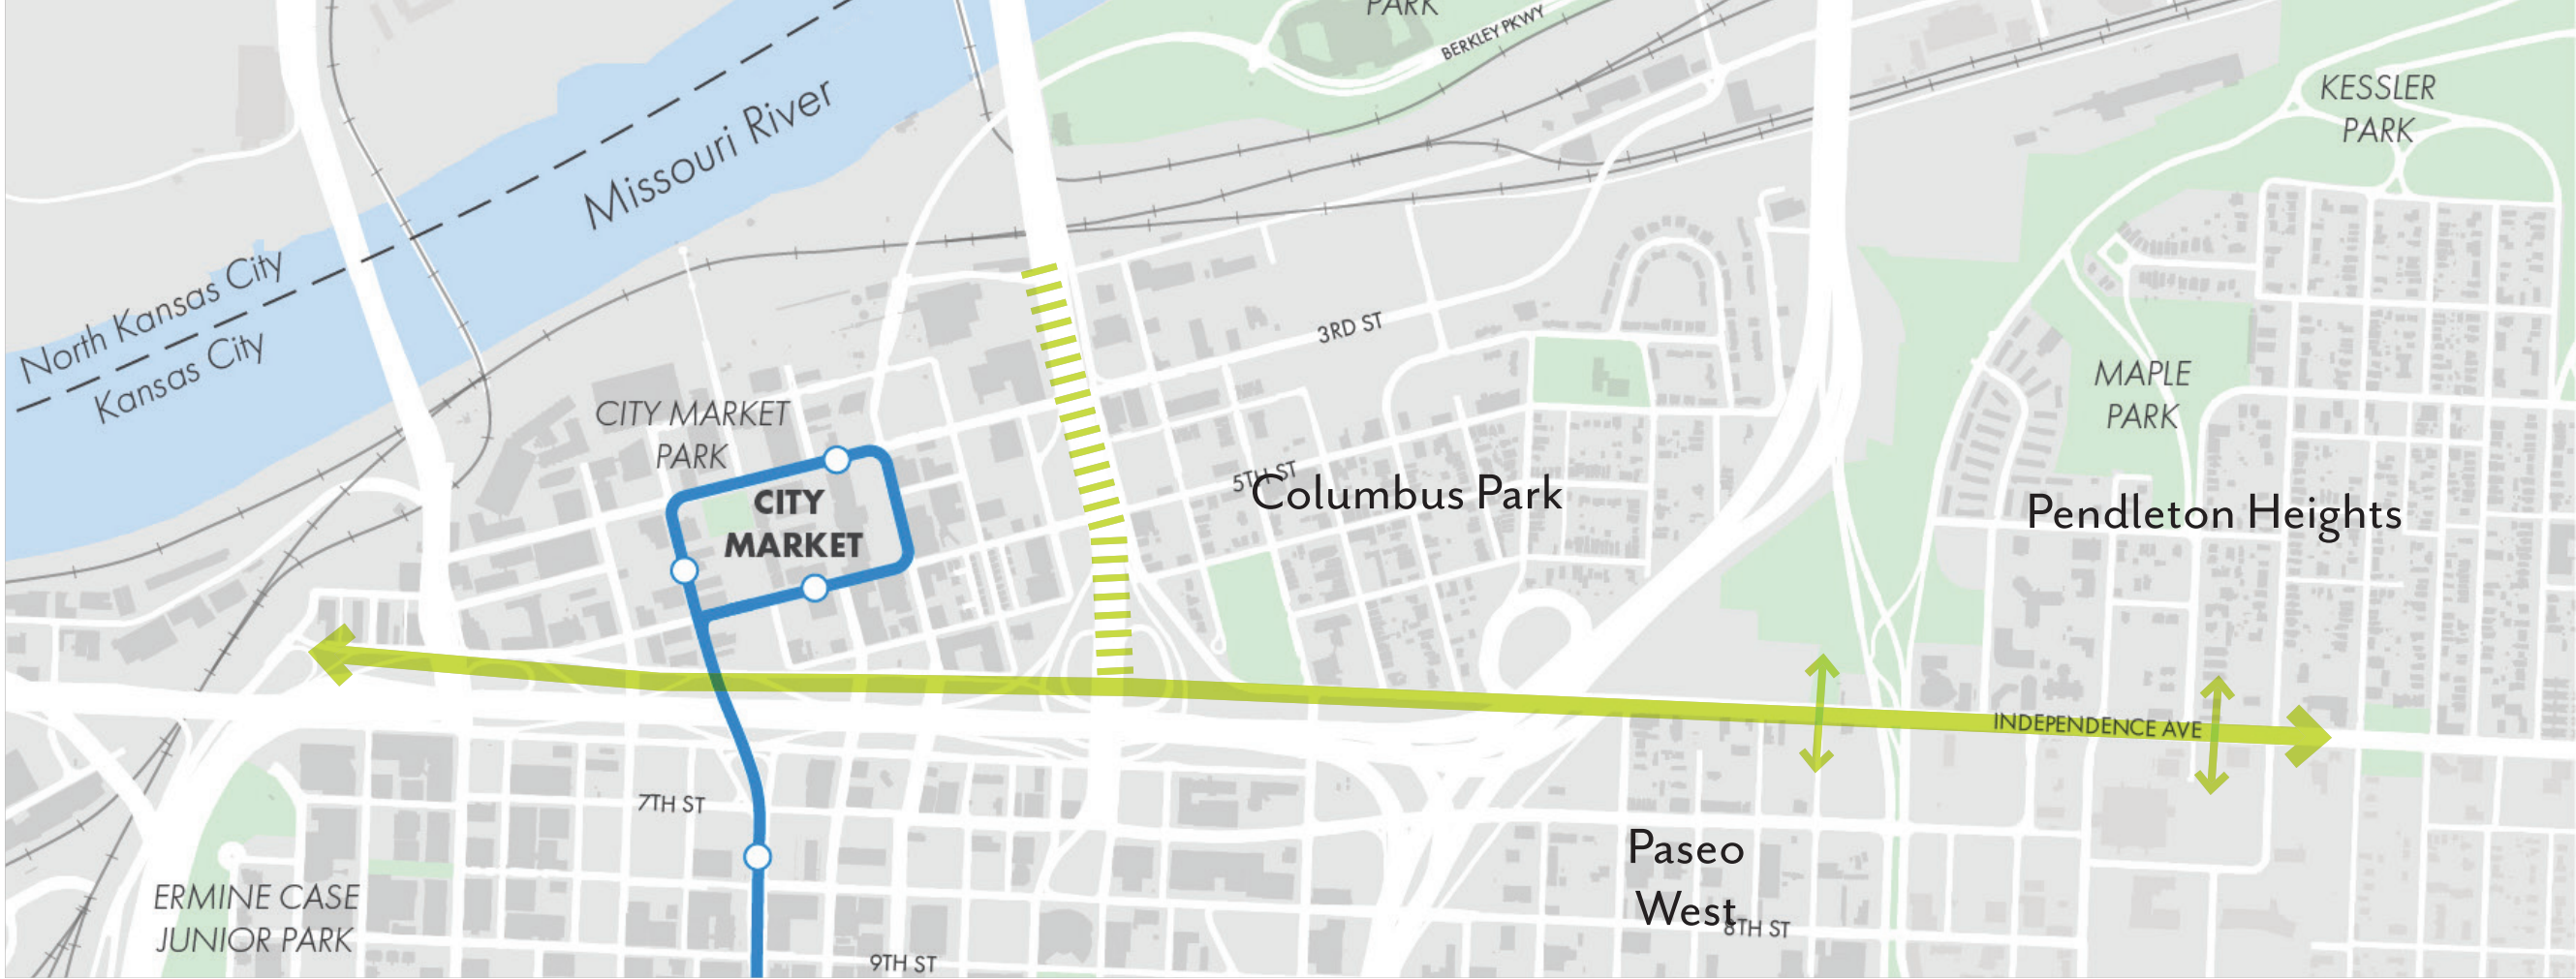 PARK
BERKLEY PKWY
KESSLER
PARK
Missouri River
North Kansas City
Kansas City
3RD ST
MAPLE
PARK
CITY MARKET
PARK
5TH ST
Columbus Park
CITY
MARKET
Pendleton Heights
INDEPENDENCE AVE
7TH ST
Paseo
West
8TH ST
ERMINE CASE
JUNIOR PARK
9TH ST